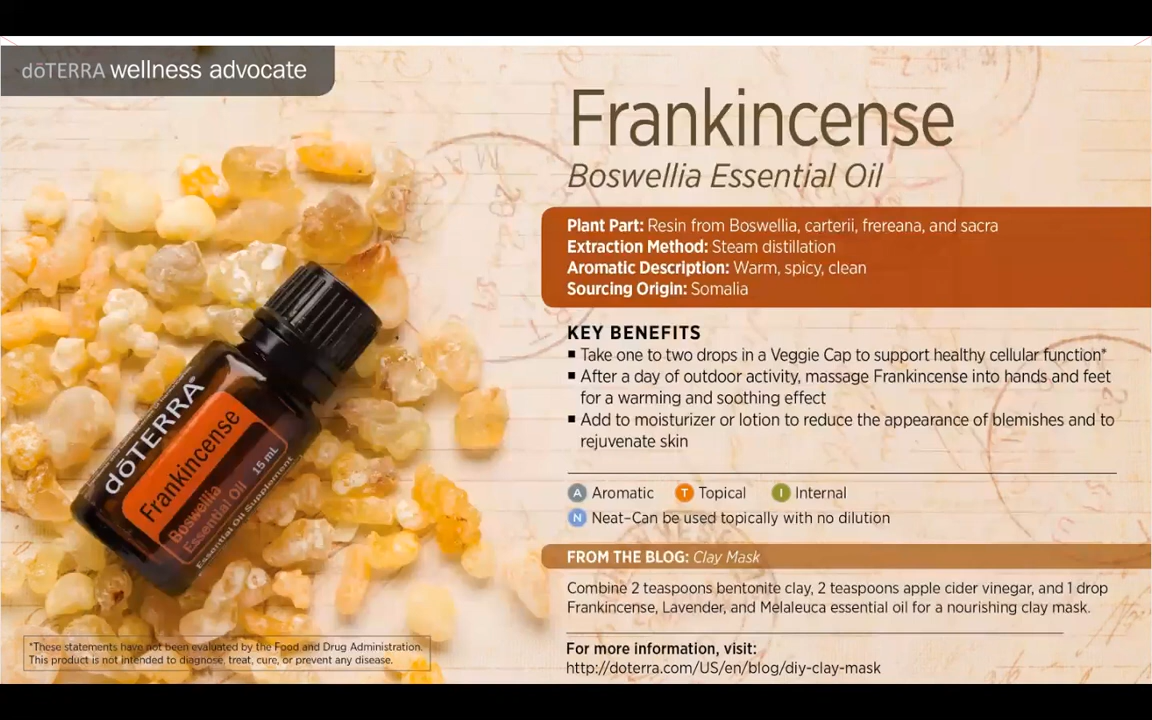 dōTERRA wellness advocate
Frankincense
Boswellia Essential Oil
Plant Part: Resin from Boswellia, carterii, frereana, and sacra
Extraction Method: Steam distillation
Aromatic Description: Warm, spicy, clean
Sourcing Origin: Somalia
KEY BENEFITS
▪ Take one to two drops in a Veggie Cap to support healthy cellular function*
▪ After a day of outdoor activity, massage Frankincense into hands and feet
for a warming and soothing effect
▪ Add to moisturizer or lotion to reduce the appearance of blemishes and to
rejuvenate skin
A Aromatic T Topical I Internal
N Neat–Can be used topically with no dilution
FROM THE BLOG: Clay Mask
Combine 2 teaspoons bentonite clay, 2 teaspoons apple cider vinegar, and 1 drop
Frankincense, Lavender, and Melaleuca essential oil for a nourishing clay mask.
For more information, visit:
http://doterra.com/US/en/blog/diy-clay-mask
dōTERRA®
Frankincense
Boswellia
Essential Oil 15 mL
Essential Oil Supplement
*These statements have not been evaluated by the Food and Drug Administration.
This product is not intended to diagnose, treat, cure, or prevent any disease.